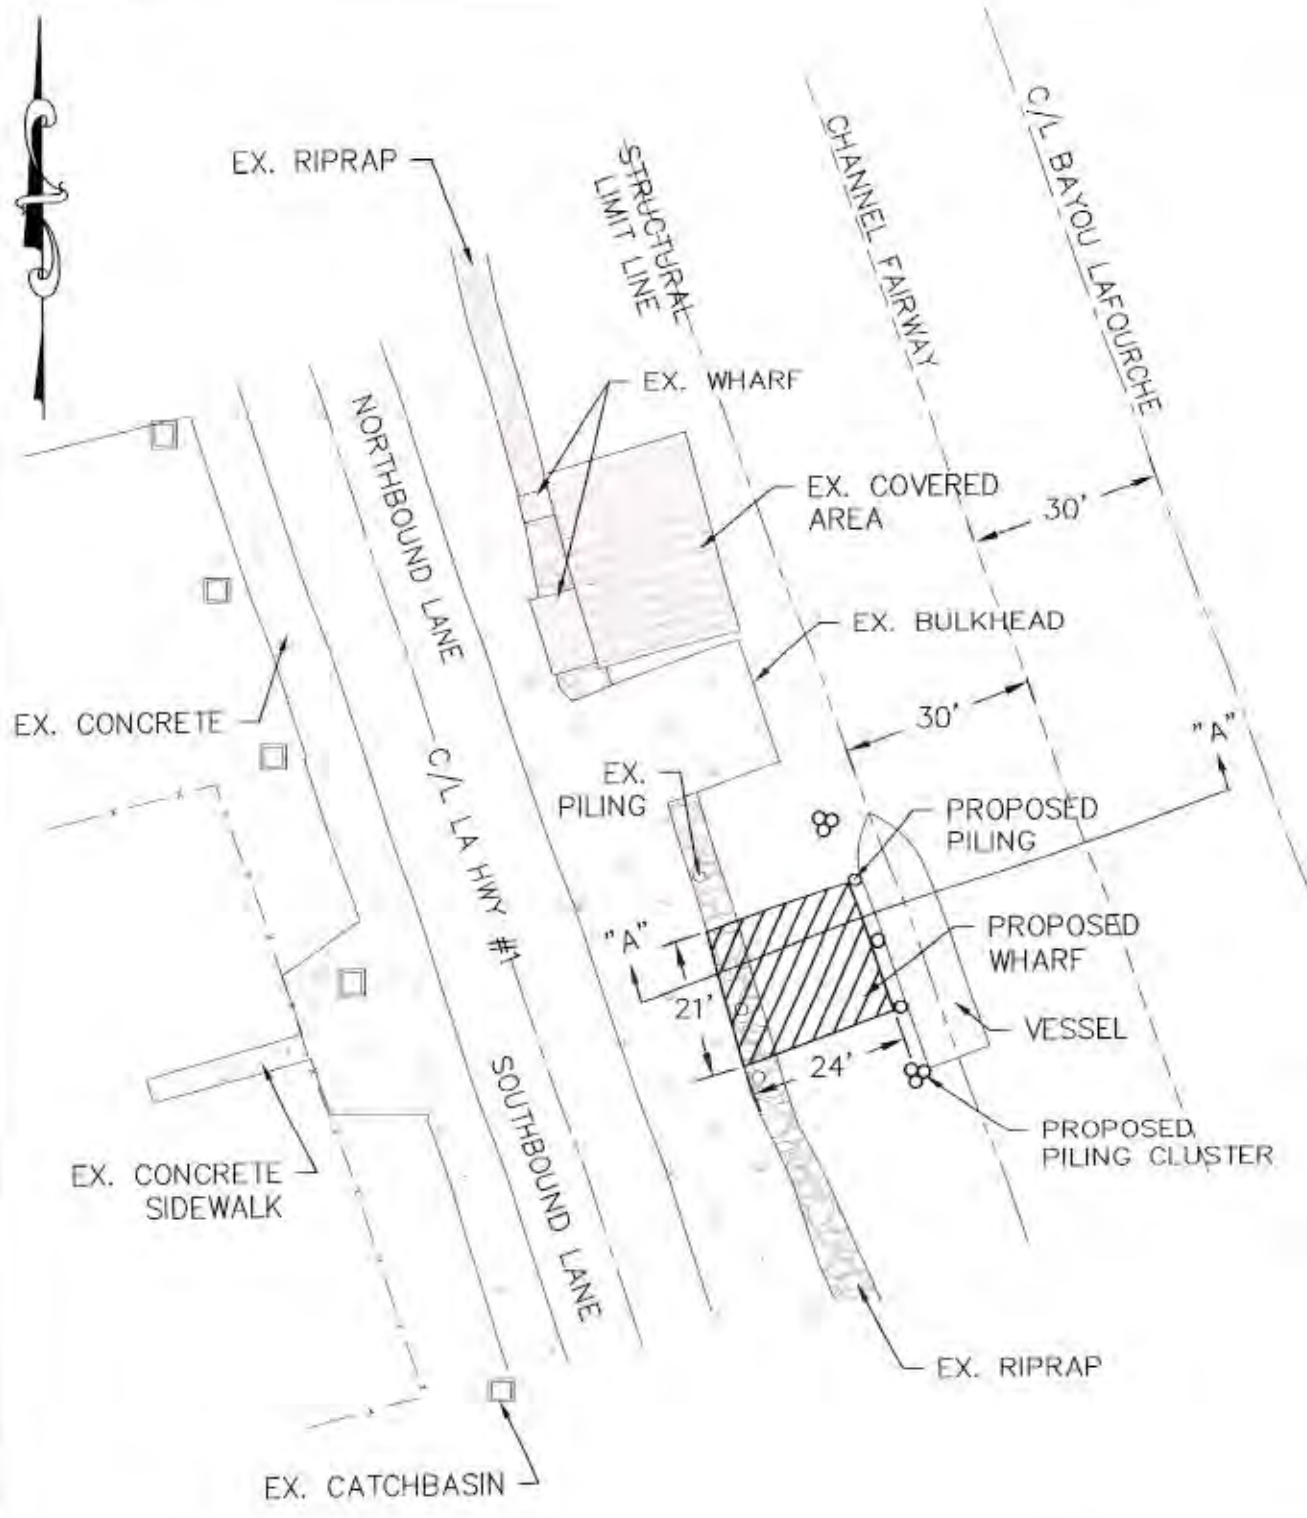 EX. RIPRAP
STRUCTURAL
LIMIT LINE
CHANNEL FAIRWAY
C/L BAYOU LAFOURCHE
EX. WHARF
NORTHBOUND LANE
EX. COVERED
AREA
30'
EX. BULKHEAD
EX. CONCRETE
30'
"A"
C/L LA HWY #1
EX.
PILING
PROPOSED
PILING
"A"
PROPOSED
WHARF
21'
VESSEL
24'
SOUTHBOUND LANE
PROPOSED
PILING CLUSTER
EX. CONCRETE
SIDEWALK
EX. RIPRAP
EX. CATCHBASIN